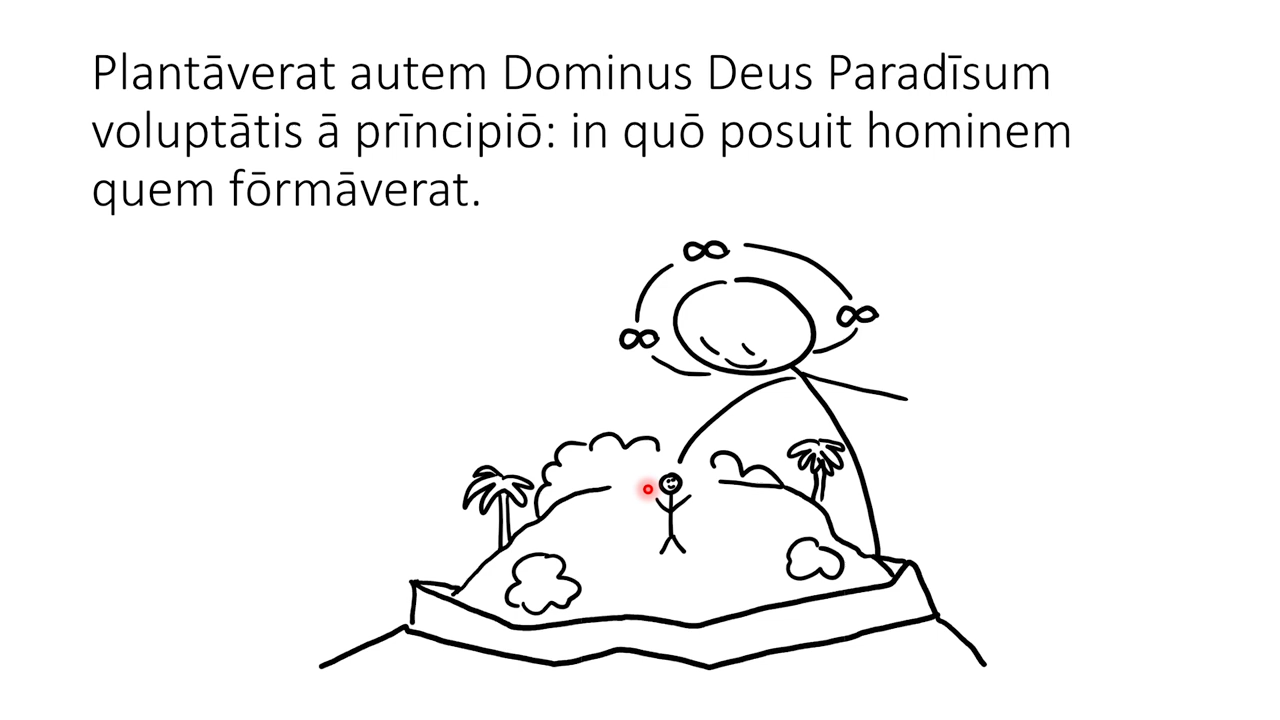 Plantāverat autem Dominus Deus Paradīsum
voluptātis ā prīncipiō: in quō posuit hominem
quem fōrmāverat.
∞
∞
∞